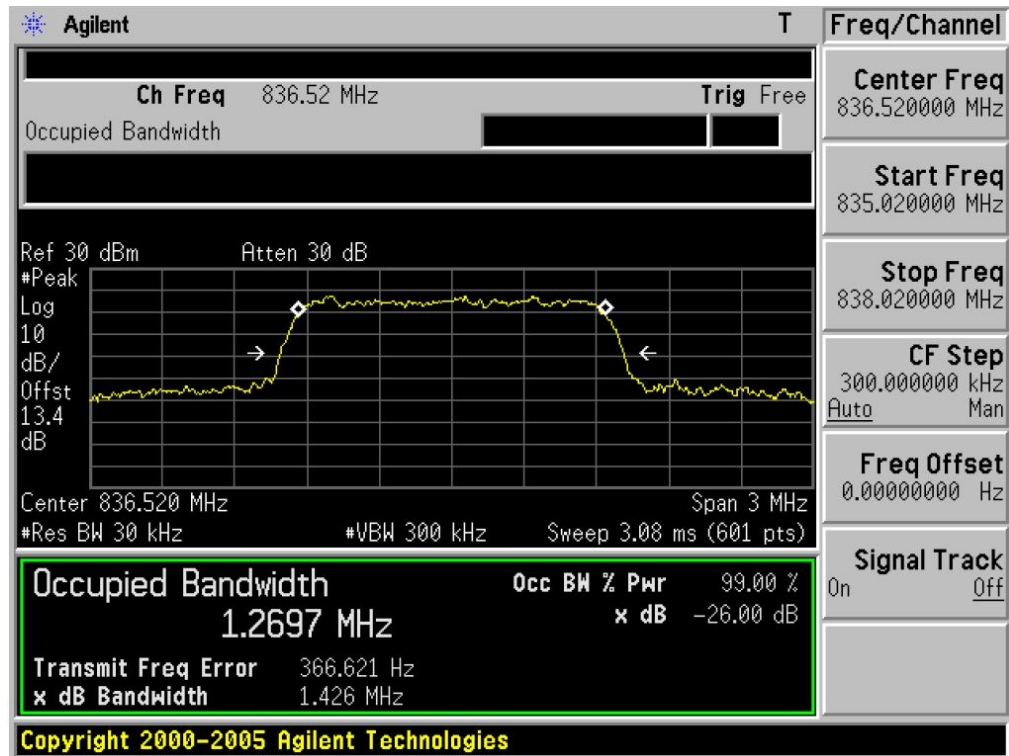 Agilent T
Freq/Channel
Ch Freq 836.52 MHz Trig Free
Occupied Bandwidth
Center Freq
836.520000 MHz
Start Freq
835.020000 MHz
Stop Freq
838.020000 MHz
CF Step
300.000000 kHz
Auto Man
Freq Offset
0.00000000 Hz
Signal Track
On Off
Ref 30 dBm Atten 30 dB
#Peak
Log
10
dB/
Offst
13.4
dB
Center 836.520 MHz Span 3 MHz
#Res BW 30 kHz #VBW 300 kHz Sweep 3.08 ms (601 pts)
Occupied Bandwidth Occ BW % Pwr 99.00 %
1.2697 MHz x dB -26.00 dB
Transmit Freq Error 366.621 Hz
x dB Bandwidth 1.426 MHz
Copyright 2000-2005 Agilent Technologies